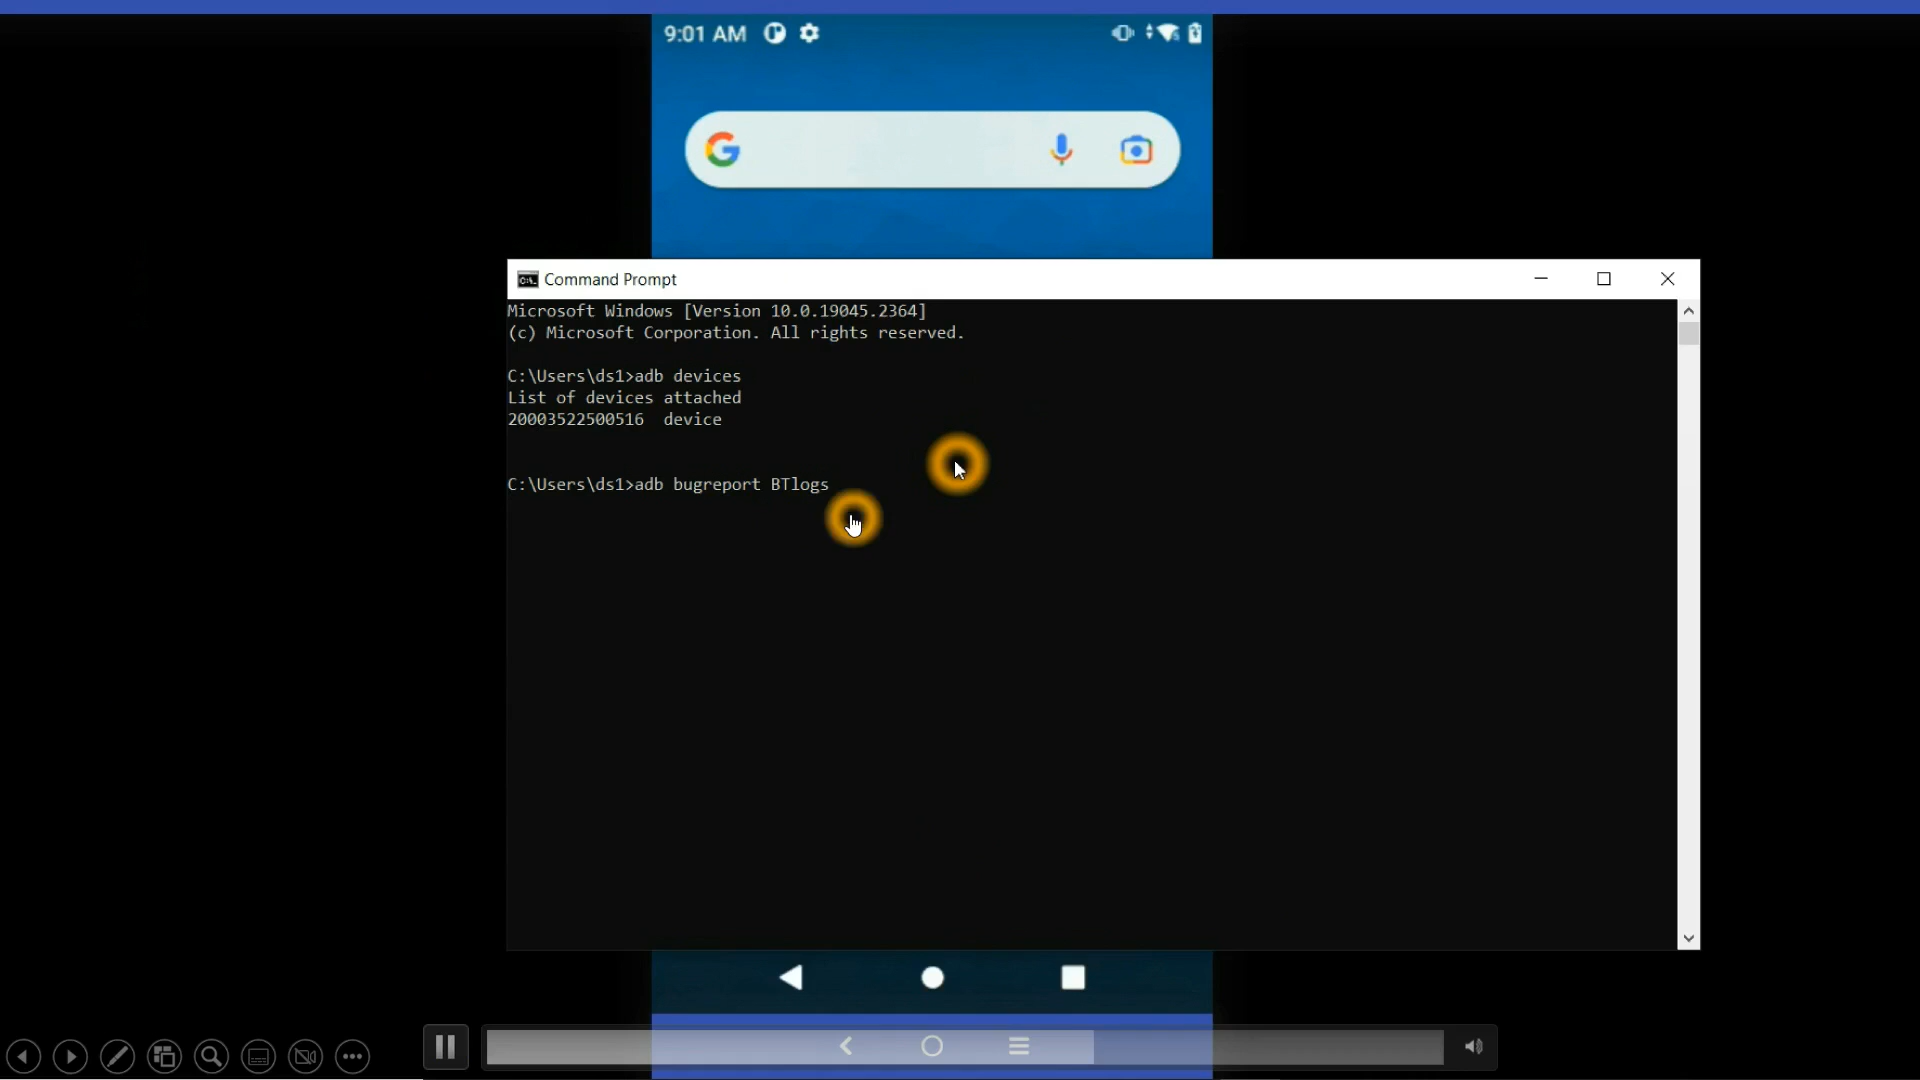 9:01 AM
G
Command Prompt
Microsoft Windows [Version 10.0.19045.2364]
(c) Microsoft Corporation. All rights reserved.
C:\Users\ds1>adb devices
List of devices attached
20003522500516 device
C:\Users\ds1>adb bugreport BTlogs